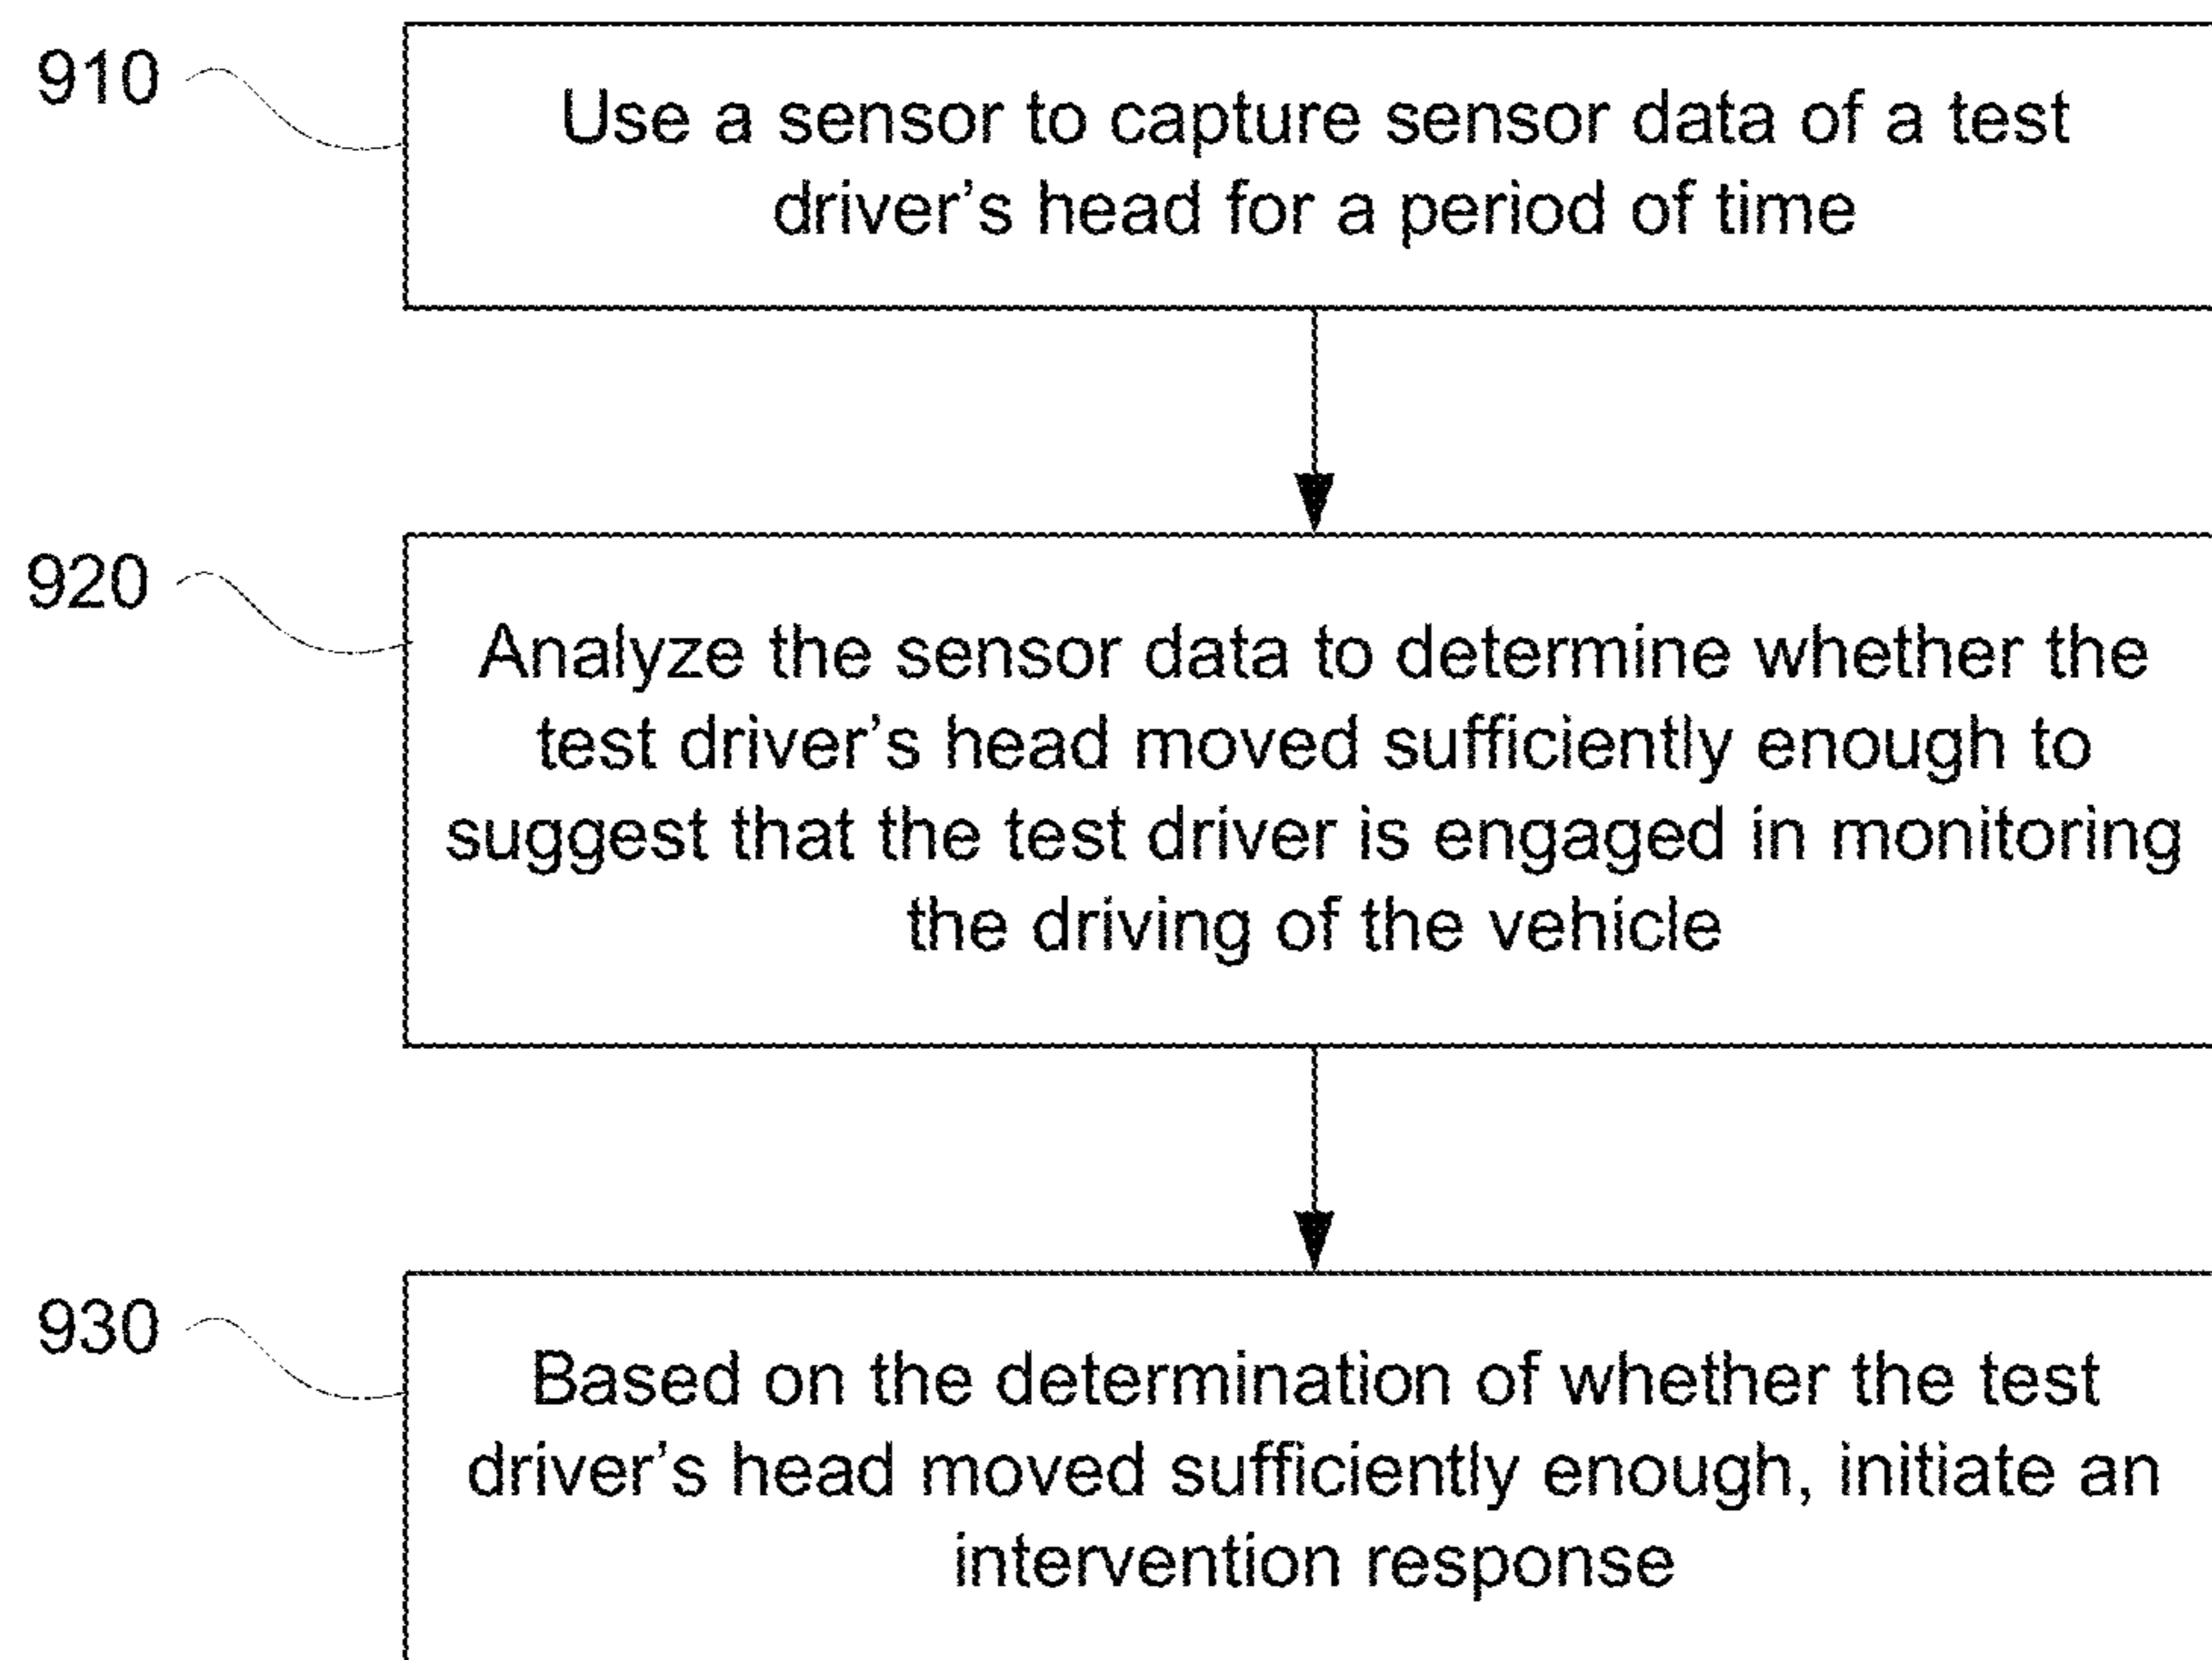 910
Use a sensor to capture sensor data of a test
driver's head for a period of time
920
Analyze the sensor data to determine whether the
test driver's head moved sufficiently enough to
suggest that the test driver is engaged in monitoring
the driving of the vehicle
930
Based on the determination of whether the test
driver's head moved sufficiently enough, initiate an
intervention response